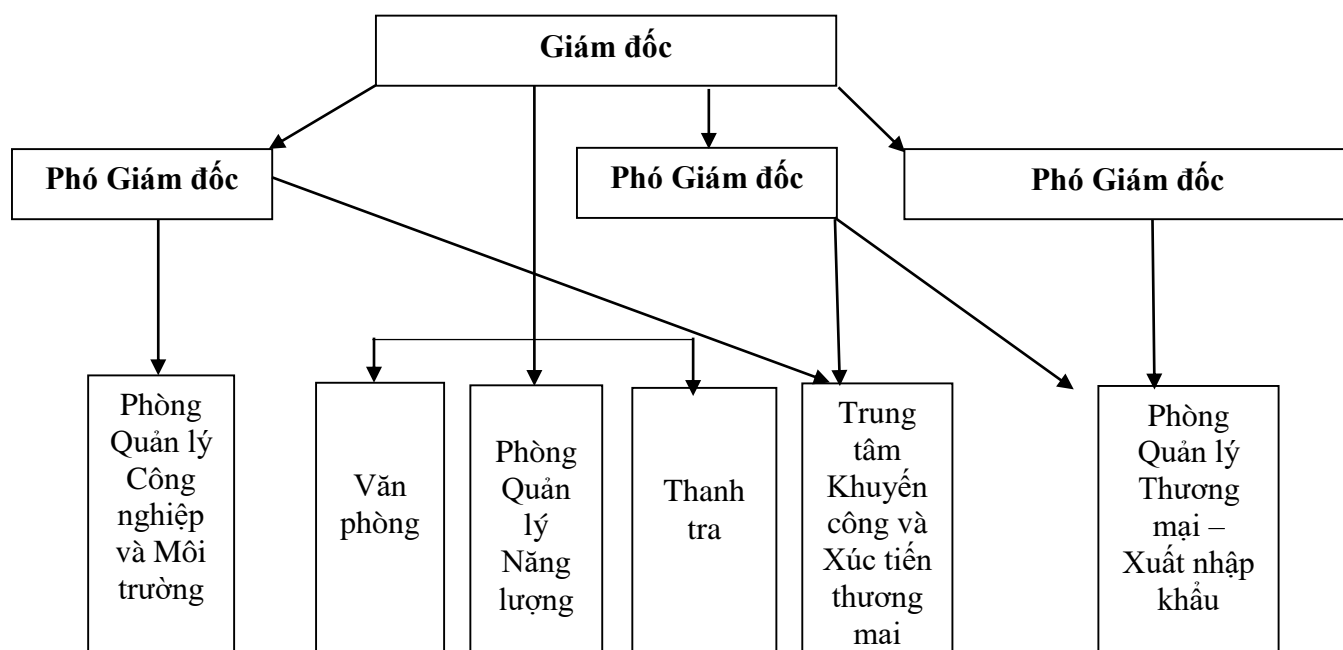 Giám đốc
Phó Giám đốc
Phó Giám đốc
Phó Giám đốc
Phòng
Quản lý
Công
nghiệp
và Môi
trường
Văn
phòng
Phòng
Quản
lý
Năng
lượng
Thanh
tra
Trung
tâm
Khuyến
công và
Xúc tiến
thương
mai
Phòng
Quản lý
Thương
mại –
Xuất nhập
khẩu